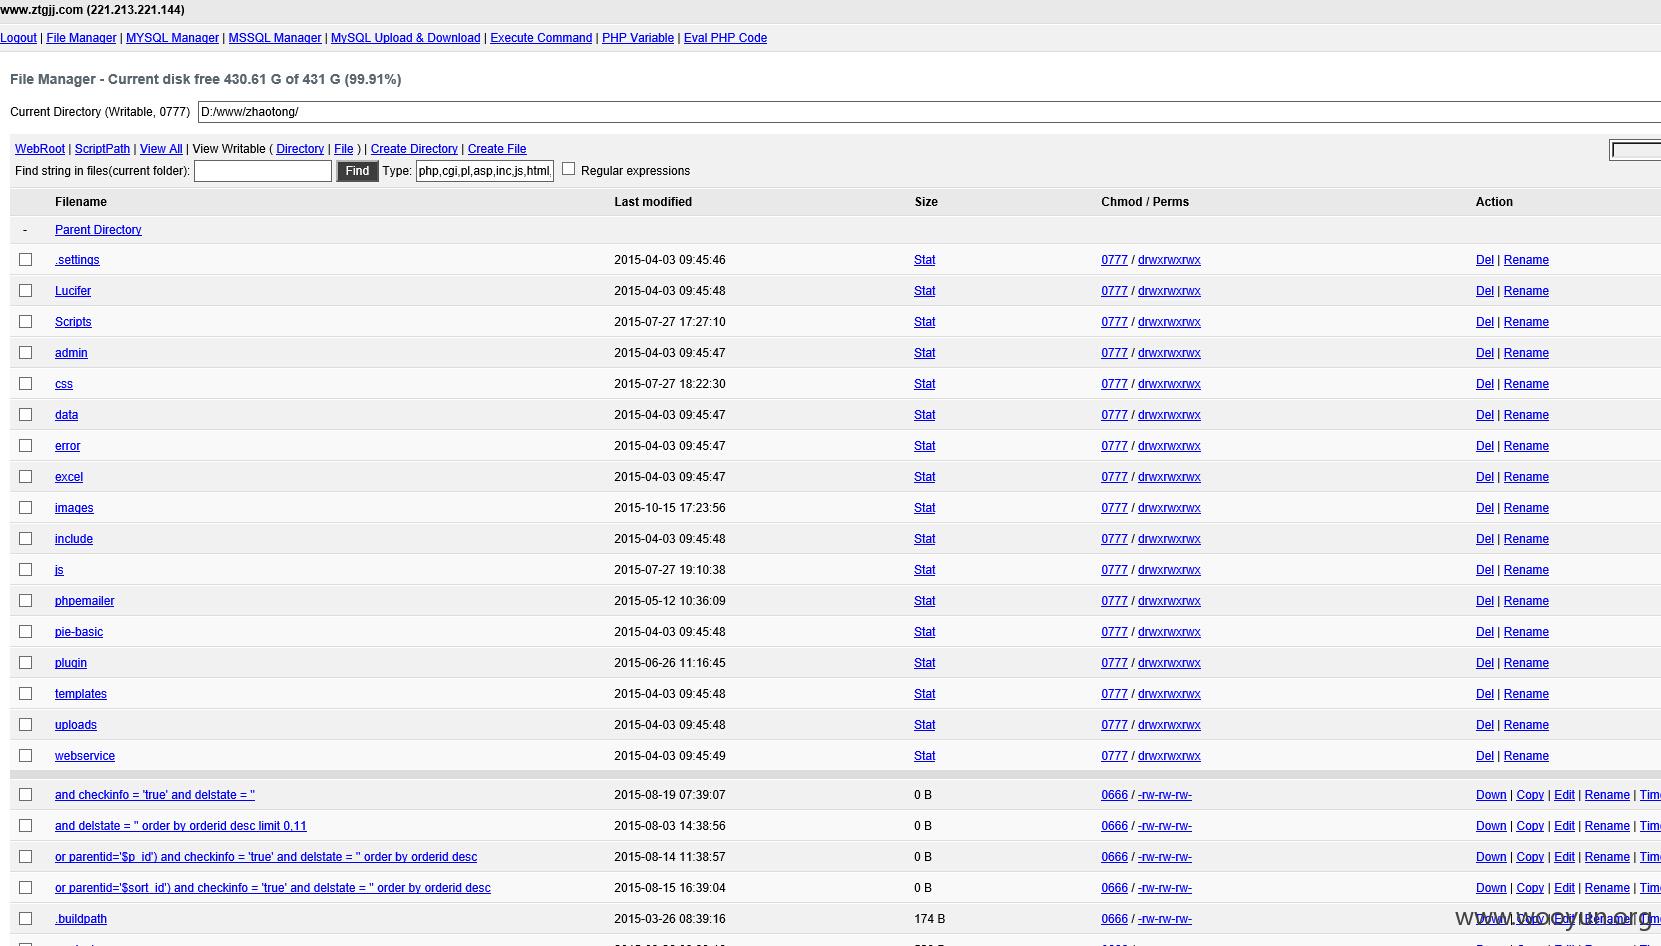 www.ztgjj.com (221.213.221.144)
Logout | File Manager | MYSQL Manager | MSSQL Manager | MySQL Upload & Download | Execute Command | PHP Variable | Eval PHP Code
File Manager - Current disk free 430.61 G of 431 G (99.91%)
Current Directory (Writable, 0777) D:/www/zhaotong/
WebRoot | ScriptPath | View All | View Writable ( Directory | File ) | Create Directory | Create File
Find string in files(current folder): Find Type: php,cgi,pl,asp,inc,js,html, Regular expressions
Filename Last modified Size Chmod / Perms Action
- Parent Directory
.settings 2015-04-03 09:45:46 Stat 0777 / drwxrwxrwx Del | Rename
Lucifer 2015-04-03 09:45:48 Stat 0777 / drwxrwxrwx Del | Rename
Scripts 2015-07-27 17:27:10 Stat 0777 / drwxrwxrwx Del | Rename
admin 2015-04-03 09:45:47 Stat 0777 / drwxrwxrwx Del | Rename
css 2015-07-27 18:22:30 Stat 0777 / drwxrwxrwx Del | Rename
data 2015-04-03 09:45:47 Stat 0777 / drwxrwxrwx Del | Rename
error 2015-04-03 09:45:47 Stat 0777 / drwxrwxrwx Del | Rename
excel 2015-04-03 09:45:47 Stat 0777 / drwxrwxrwx Del | Rename
images 2015-10-15 17:23:56 Stat 0777 / drwxrwxrwx Del | Rename
include 2015-04-03 09:45:48 Stat 0777 / drwxrwxrwx Del | Rename
js 2015-07-27 19:10:38 Stat 0777 / drwxrwxrwx Del | Rename
phpemailer 2015-05-12 10:36:09 Stat 0777 / drwxrwxrwx Del | Rename
pie-basic 2015-04-03 09:45:48 Stat 0777 / drwxrwxrwx Del | Rename
plugin 2015-06-26 11:16:45 Stat 0777 / drwxrwxrwx Del | Rename
templates 2015-04-03 09:45:48 Stat 0777 / drwxrwxrwx Del | Rename
uploads 2015-04-03 09:45:48 Stat 0777 / drwxrwxrwx Del | Rename
webservice 2015-04-03 09:45:49 Stat 0777 / drwxrwxrwx Del | Rename
and checkinfo = 'true' and delstate = '' 2015-08-19 07:39:07 0 B 0666 / -rw-rw-rw- Down | Copy | Edit | Rename | Time
and delstate = '' order by orderid desc limit 0,11 2015-08-03 14:38:56 0 B 0666 / -rw-rw-rw- Down | Copy | Edit | Rename | Time
or parentid='$p_id') and checkinfo = 'true' and delstate = '' order by orderid desc 2015-08-14 11:38:57 0 B 0666 / -rw-rw-rw- Down | Copy | Edit | Rename | Time
or parentid='$sort_id') and checkinfo = 'true' and delstate = '' order by orderid desc 2015-08-15 16:39:04 0 B 0666 / -rw-rw-rw- Down | Copy | Edit | Rename | Time
.buildpath 2015-03-26 08:39:16 174 B 0666 / -rw-rw-rw- Down | Copy | Edit | Rename
www.wooyun.org